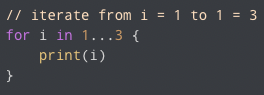 // iterate from i = 1 to 1 = 3
for i in 1...3 {
    print(i)
}